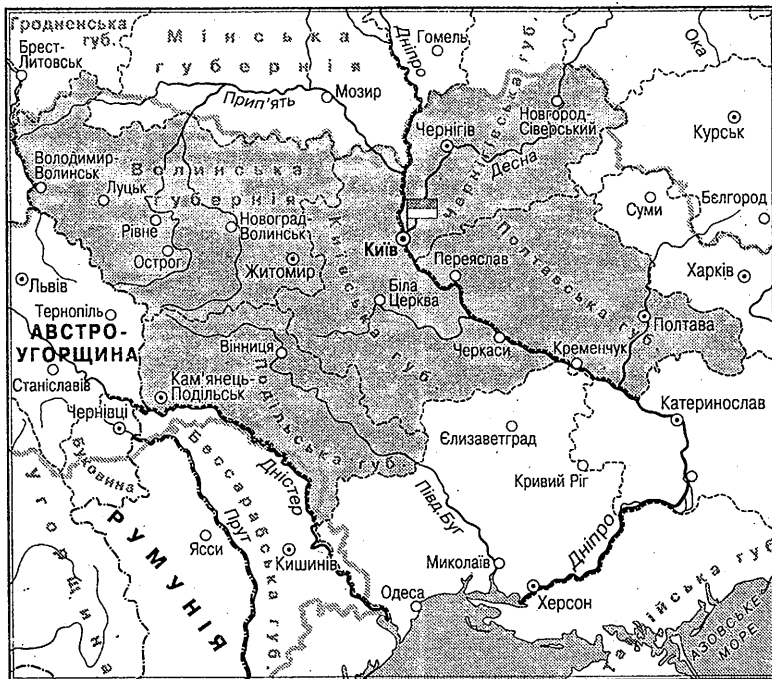 Гродненська
губ.
Брест-
Литовськ
Мінська
губернія
Мозир
Прип'ять
Дніпро
Гомель
Ока
Новгород-
Сіверський
Чернігівська губ.
Чернігів
Десна
Курськ
Володимир-
Волинськ
Волинська
губернія
Луцьк
Рівне
Острог
Новоград-
Волинськ
Житомир
Київська губ.
Київ
Суми
Бєлгород
Переяслав
Полтавська губ.
Харків
Львів
Тернопіль
АВСТРО-
УГОРЩИНА
Станіславів
Біла
Церква
Вінниця
Черкаси
Кременчук
Полтава
Кам'янець-
Подільськ
Подільська губ.
Чернівці
Буковина
Угорщина
РУМУНІЯ
Ясси
Прут
Бессарабська губ.
Дністер
Кишинів
Півд.Буг
Єлизаветград
Кривий Ріг
Катеринослав
Дніпро
Миколаїв
Одеса
Херсон
Таврійська губ.
АЗОВСЬКЕ
МОРЕ